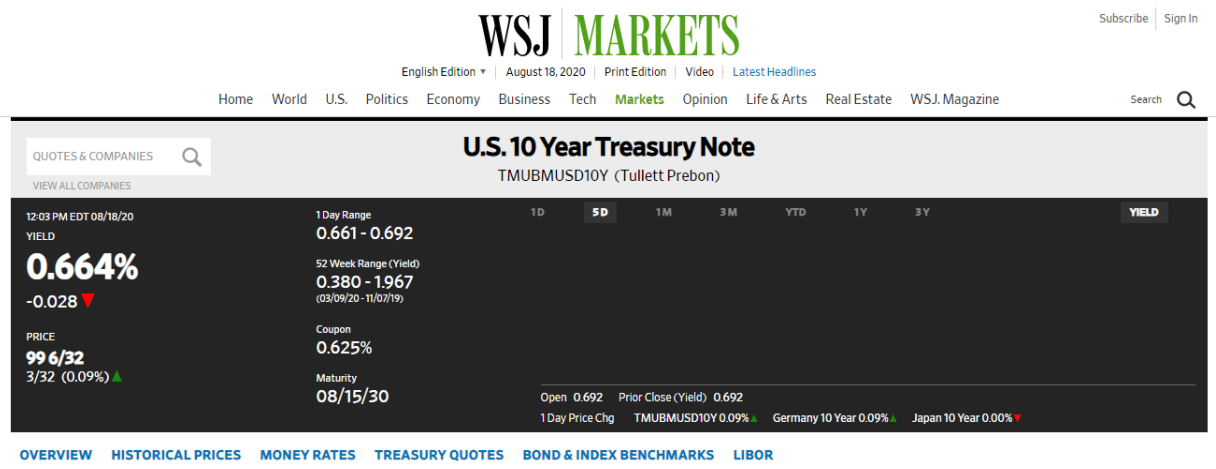 Subscribe Sign In
WSJ MARKETS
English Edition August 18, 2020 Print Edition Video Latest Headlines
Home World U.S. Politics Economy Business Tech Markets Opinion Life & Arts Real Estate WSJ. Magazine Search
QUOTES & COMPANIES
VIEW ALL COMPANIES
U.S. 10 Year Treasury Note
TMUBMUSD10Y (Tullett Prebon)
12:03 PM EDT 08/18/20
YIELD
0.664%
-0.028
PRICE
99 6/32
3/32 (0.09%)
1 Day Range
0.661 - 0.692
52 Week Range (Yield)
0.380 - 1.967
(03/09/20 - 11/07/19)
Coupon
0.625%
Maturity
08/15/30
1D 5D 1M 3M YTD 1Y 3Y YIELD
Open 0.692 Prior Close (Yield) 0.692
1 Day Price Chg TMUBMUSD10Y 0.09% Germany 10 Year 0.09% Japan 10 Year 0.00%
OVERVIEW HISTORICAL PRICES MONEY RATES TREASURY QUOTES BOND & INDEX BENCHMARKS LIBOR